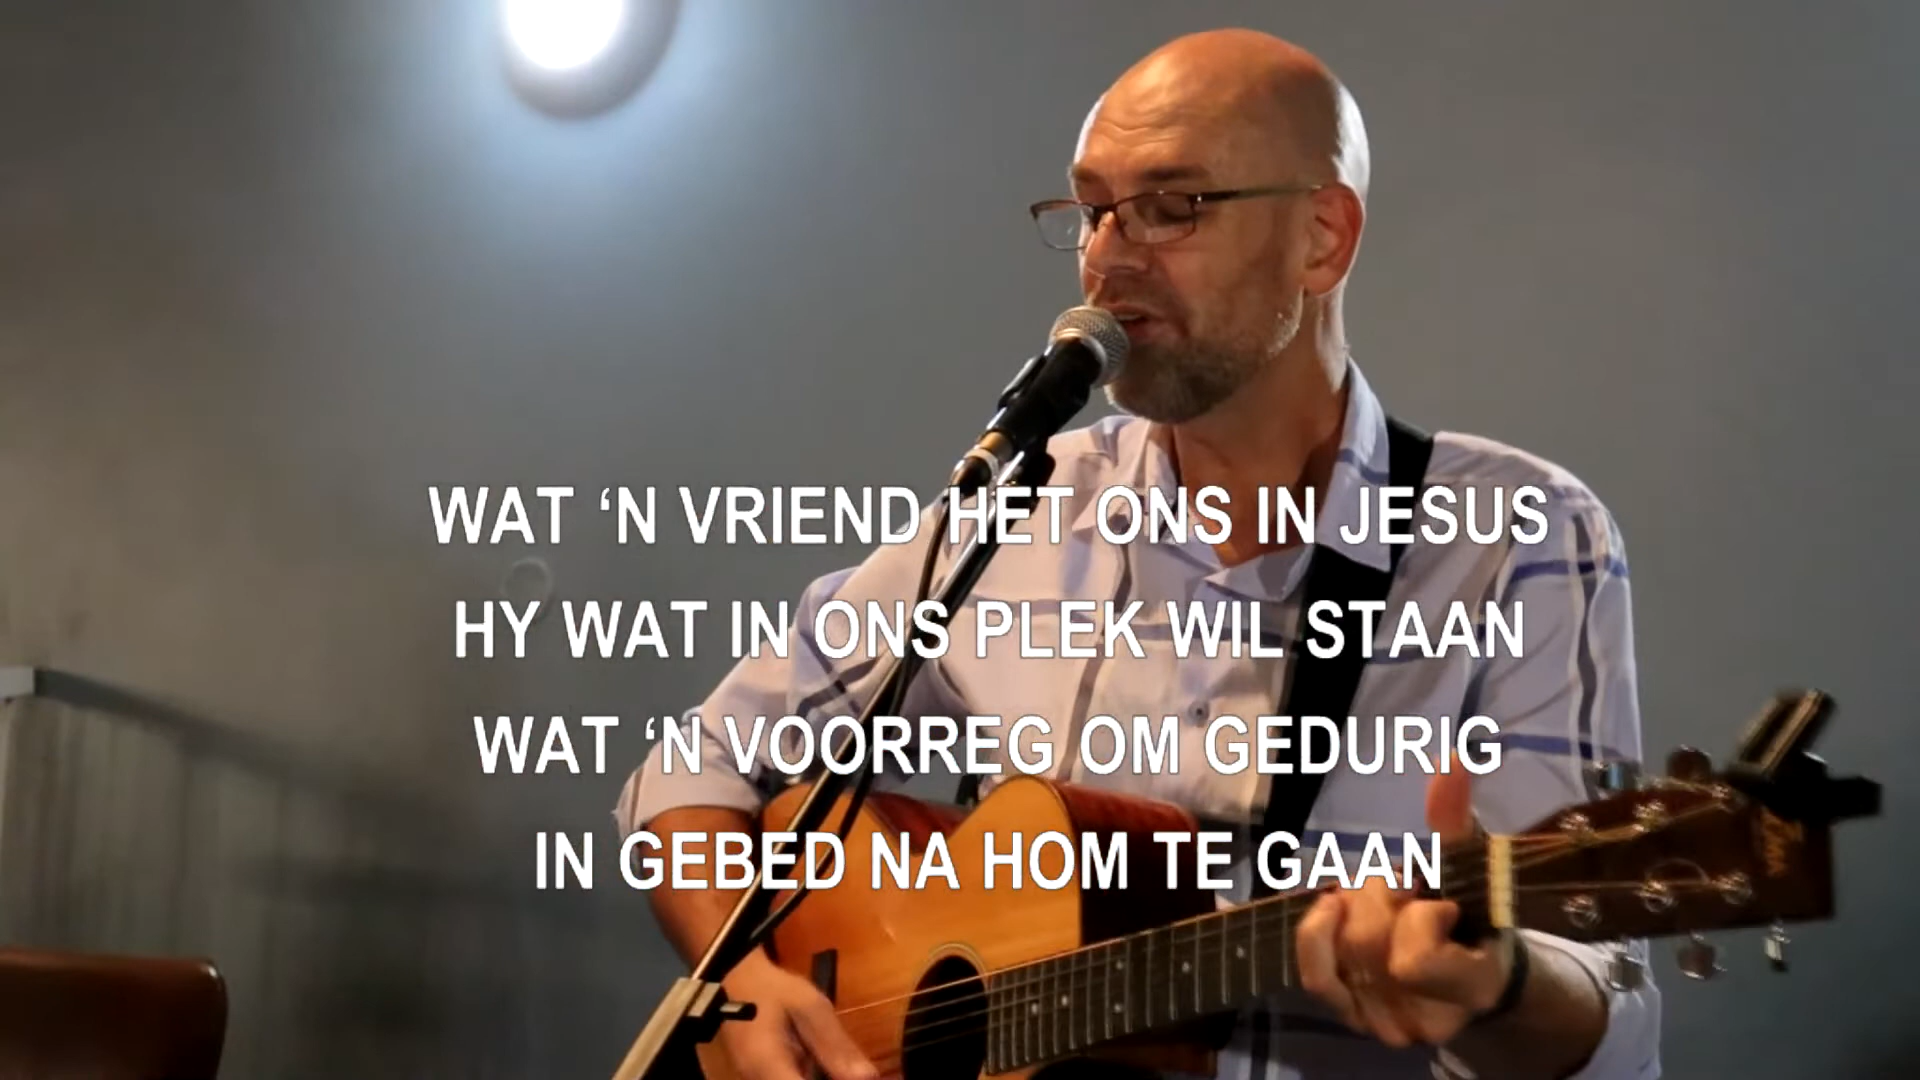 WAT ‘N VRIEND HET ONS IN JESUS
HY WAT IN ONS PLEK WIL STAAN
WAT ‘N VOORREG OM GEDURIG
IN GEBED NA HOM TE GAAN